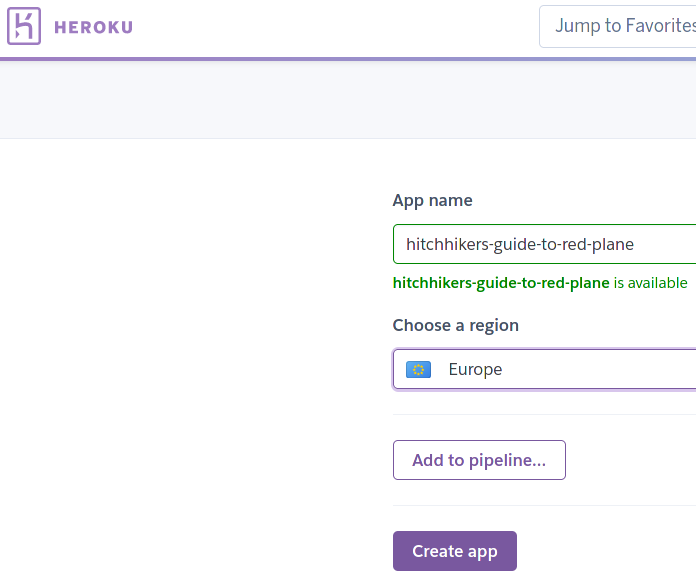 HEROKU
Jump to Favorites
App name
hitchhikers-guide-to-red-plane
hitchhikers-guide-to-red-plane is available
Choose a region
Europe
Add to pipeline...
Create app